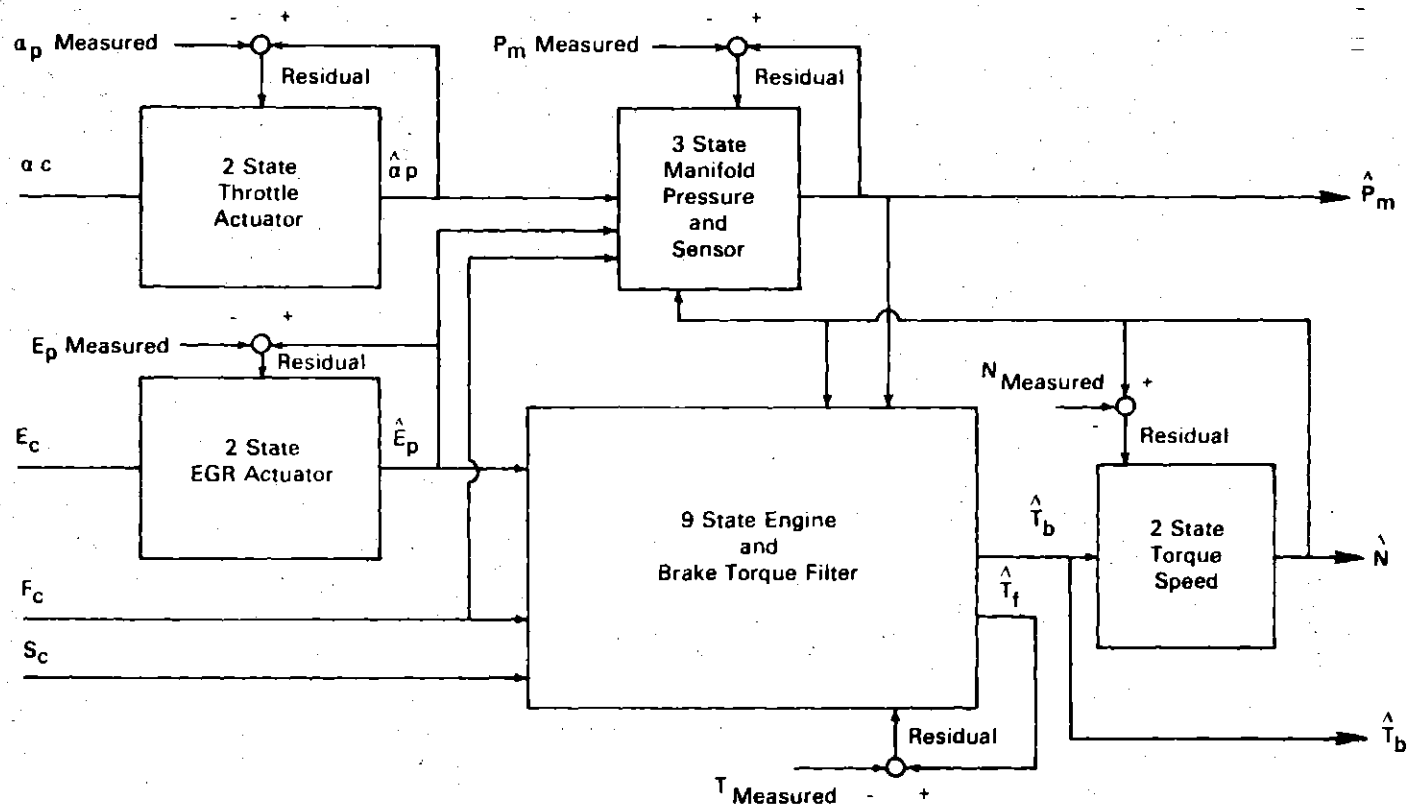 - +
α_p Measured
Residual
α c
2 State
Throttle
Actuator
α̂ p
- +
P_m Measured
Residual
3 State
Manifold
Pressure
and
Sensor
P̂_m
- +
E_p Measured
Residual
E_c
2 State
EGR Actuator
Ê_p
N Measured
+
-
Residual
9 State Engine
and
Brake Torque Filter
T̂_b
T̂_f
2 State
Torque
Speed
N̂
F_c
S_c
Residual
T̂_b
T Measured - +